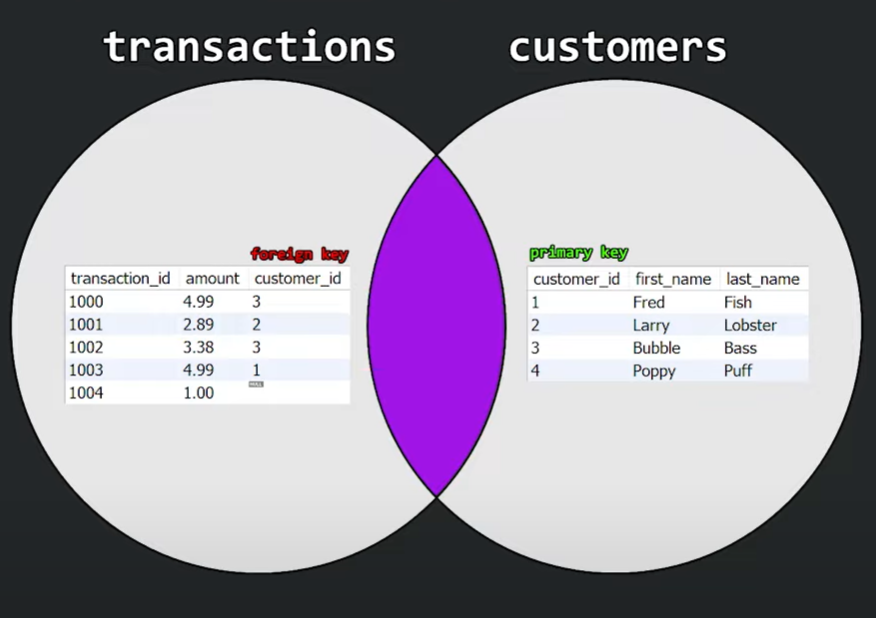 transactions
customers
foreign key
transaction_id amount customer_id
1000 4.99 3
1001 2.89 2
1002 3.38 3
1003 4.99 1
1004 1.00
primary key
customer_id first_name last_name
1 Fred Fish
2 Larry Lobster
3 Bubble Bass
4 Poppy Puff